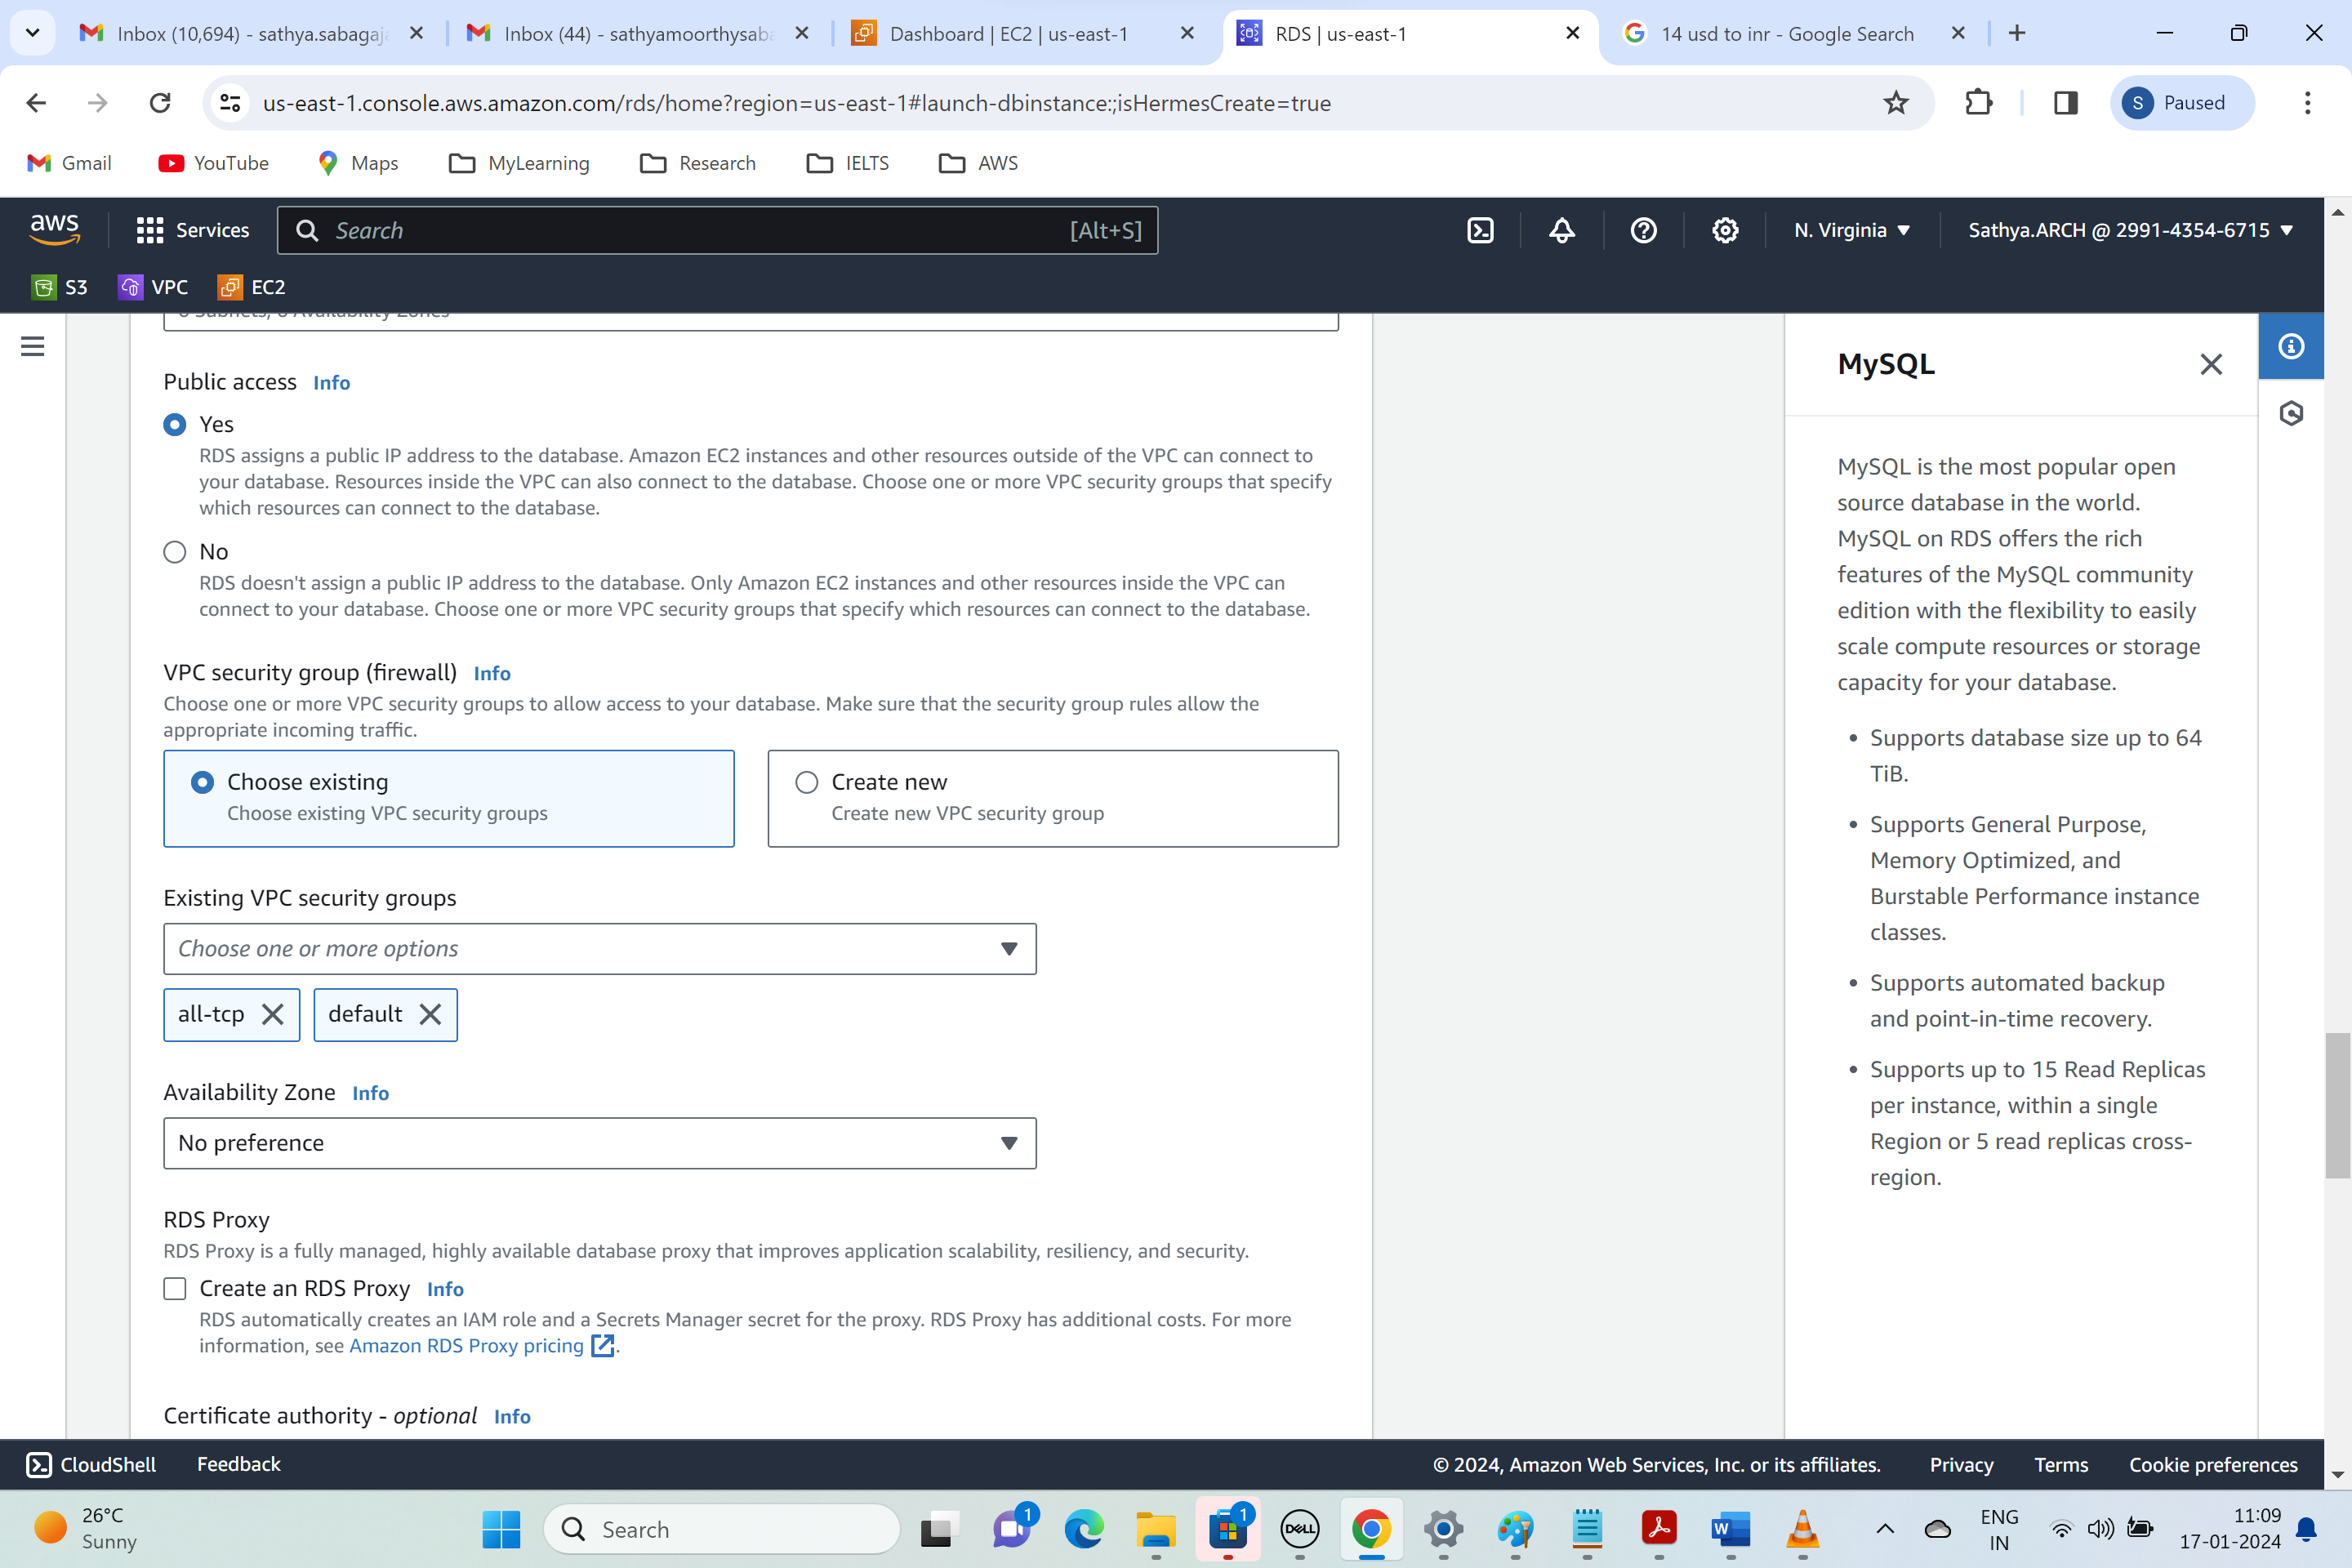 Inbox (10,694) - sathya.sabagaja
Inbox (44) - sathyamoorthysaba
Dashboard | EC2 | us-east-1
RDS | us-east-1
14 usd to inr - Google Search
us-east-1.console.aws.amazon.com/rds/home?region=us-east-1#launch-dbinstance:;isHermesCreate=true
S
Paused
Gmail
YouTube
Maps
MyLearning
Research
IELTS
AWS
aws
Services
Search
[Alt+S]
N. Virginia
Sathya.ARCH @ 2991-4354-6715
S3
VPC
EC2
Public access Info
Yes
RDS assigns a public IP address to the database. Amazon EC2 instances and other resources outside of the VPC can connect to
your database. Resources inside the VPC can also connect to the database. Choose one or more VPC security groups that specify
which resources can connect to the database.
No
RDS doesn't assign a public IP address to the database. Only Amazon EC2 instances and other resources inside the VPC can
connect to your database. Choose one or more VPC security groups that specify which resources can connect to the database.
VPC security group (firewall) Info
Choose one or more VPC security groups to allow access to your database. Make sure that the security group rules allow the
appropriate incoming traffic.
Choose existing
Choose existing VPC security groups
Create new
Create new VPC security group
Existing VPC security groups
Choose one or more options
all-tcp
default
Availability Zone Info
No preference
RDS Proxy
RDS Proxy is a fully managed, highly available database proxy that improves application scalability, resiliency, and security.
Create an RDS Proxy Info
RDS automatically creates an IAM role and a Secrets Manager secret for the proxy. RDS Proxy has additional costs. For more
information, see Amazon RDS Proxy pricing.
Certificate authority - optional Info
MySQL
MySQL is the most popular open
source database in the world.
MySQL on RDS offers the rich
features of the MySQL community
edition with the flexibility to easily
scale compute resources or storage
capacity for your database.
• Supports database size up to 64
TiB.
• Supports General Purpose,
Memory Optimized, and
Burstable Performance instance
classes.
• Supports automated backup
and point-in-time recovery.
• Supports up to 15 Read Replicas
per instance, within a single
Region or 5 read replicas cross-
region.
CloudShell
Feedback
© 2024, Amazon Web Services, Inc. or its affiliates.
Privacy
Terms
Cookie preferences
26°C
Sunny
Search
1
1
DELL
W
ENG
IN
11:09
17-01-2024